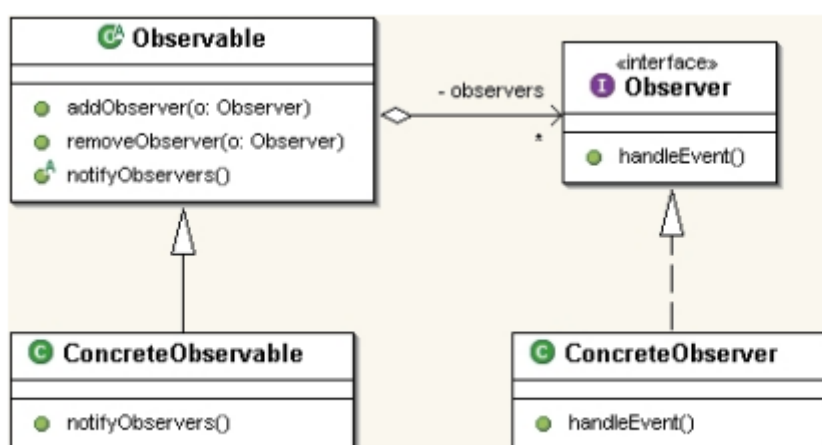 Observable
addObserver(o: Observer)
removeObserver(o: Observer)
notifyObservers()
- observers
*
«interface»
Observer
handleEvent()
ConcreteObservable
notifyObservers()
ConcreteObserver
handleEvent()